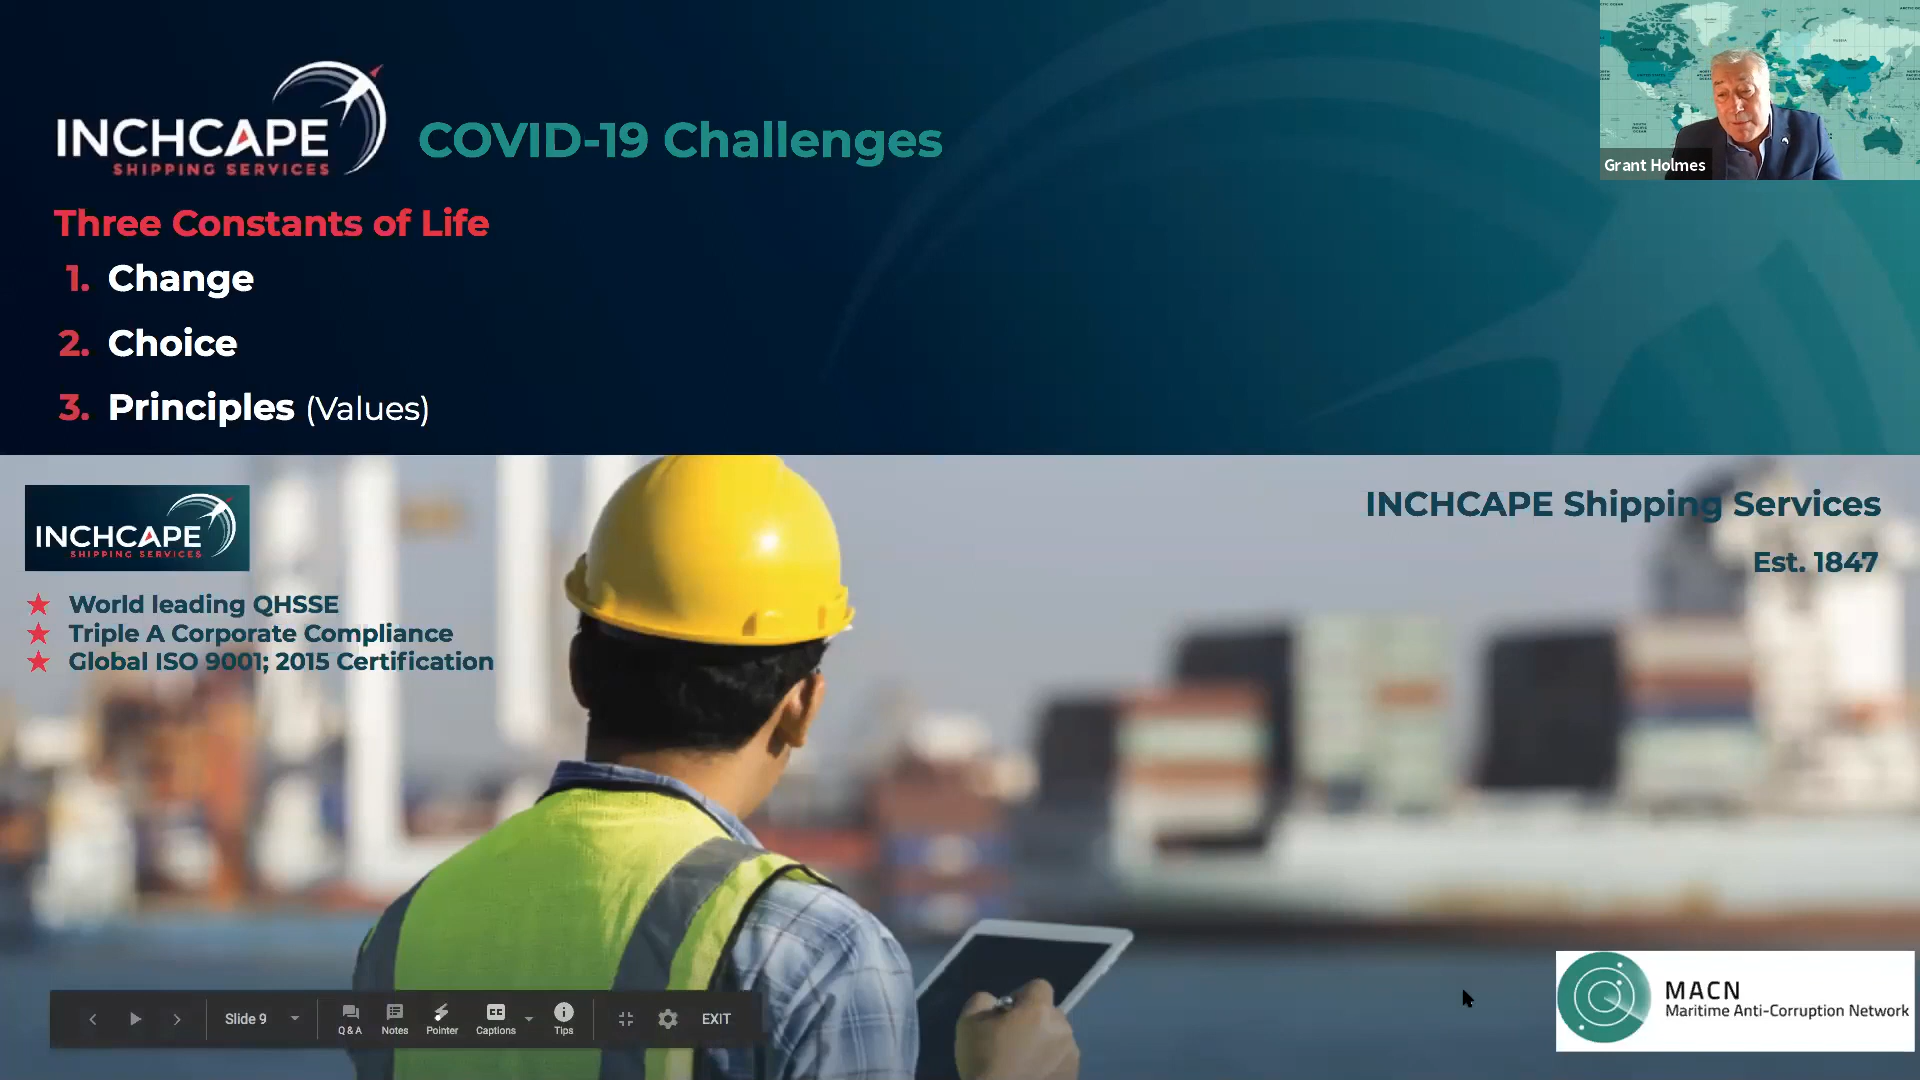 INCHCAPE
SHIPPING SERVICES
COVID-19 Challenges
Grant Holmes
Three Constants of Life
1. Change
2. Choice
3. Principles (Values)
INCHCAPE
SHIPPING SERVICES
INCHCAPE Shipping Services
Est. 1847
★ World leading QHSSE
★ Triple A Corporate Compliance
★ Global ISO 9001; 2015 Certification
MACN
Maritime Anti-Corruption Network
Slide 9
Q & A
Notes
Pointer
Captions
Tips
EXIT